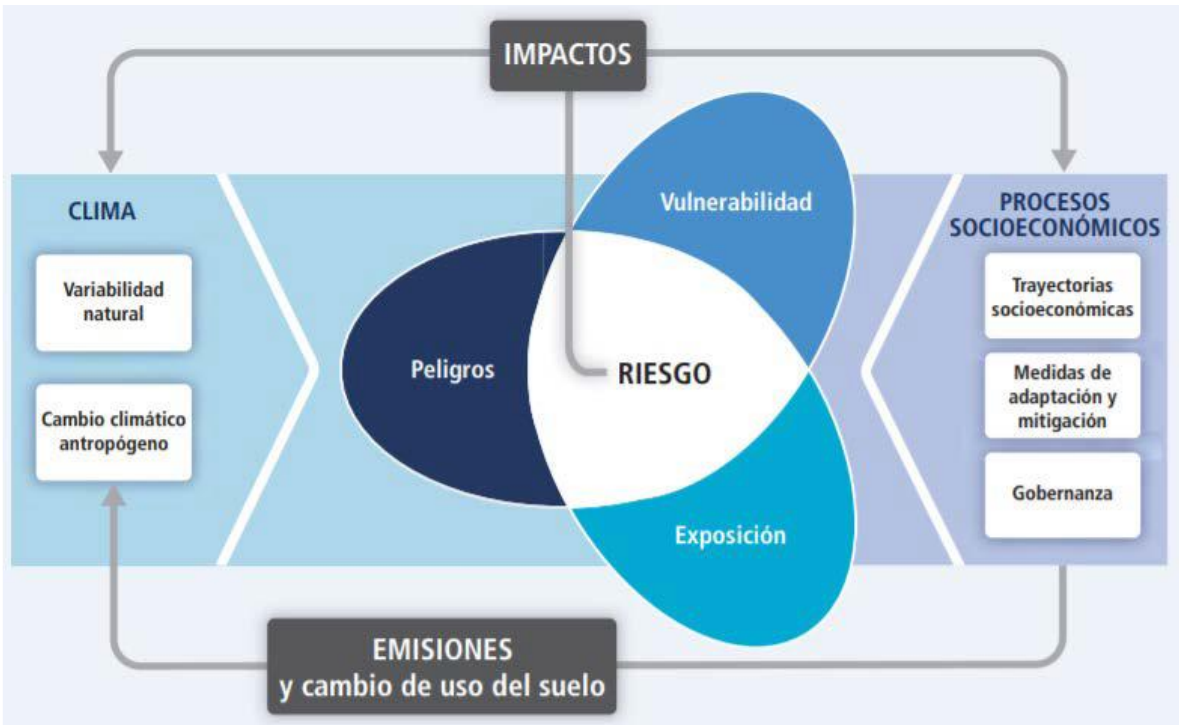 IMPACTOS
CLIMA
Variabilidad
natural
Cambio climático
antropógeno
Vulnerabilidad
Peligros
RIESGO
Exposición
PROCESOS
SOCIOECONÓMICOS
Trayectorias
socioeconómicas
Medidas de
adaptación y
mitigación
Gobernanza
EMISIONES
y cambio de uso del suelo